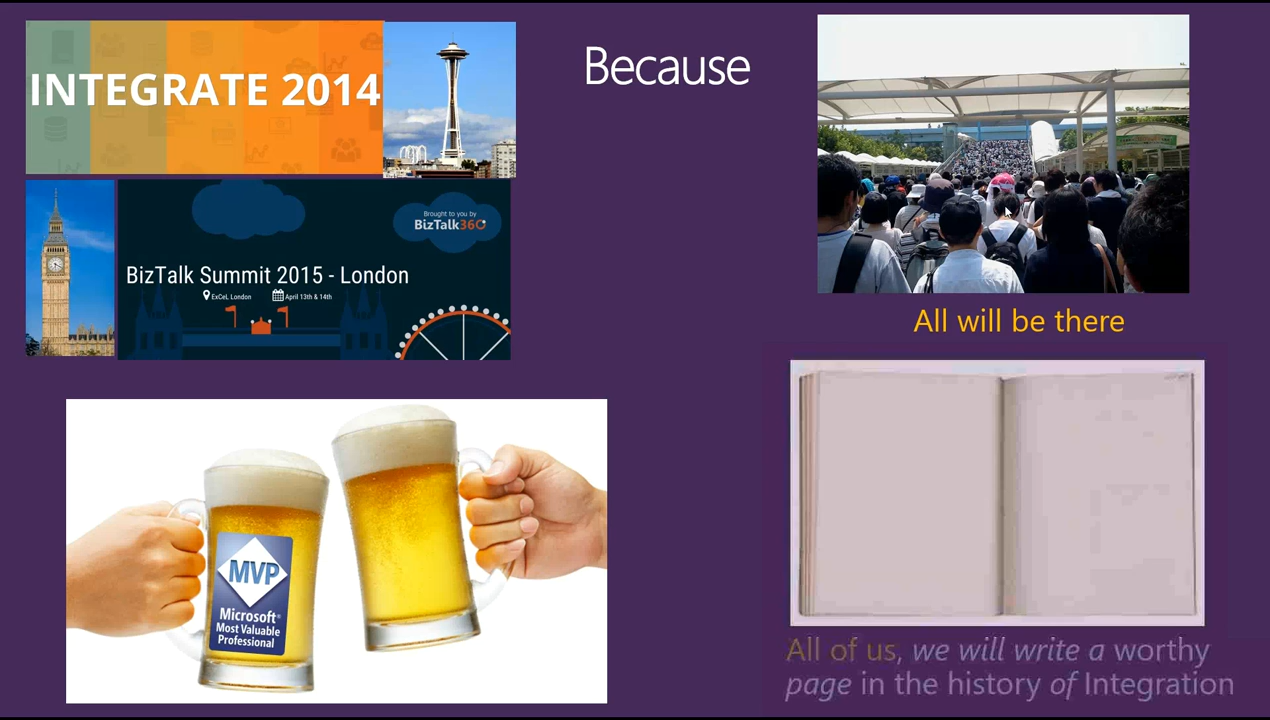 INTEGRATE 2014
Because
Brought to you by
BizTalk360
BizTalk Summit 2015 - London
ExCeL London
April 13th & 14th
All will be there
MVP
Microsoft®
Most Valuable
Professional
All of us, we will write a worthy
page in the history of Integration